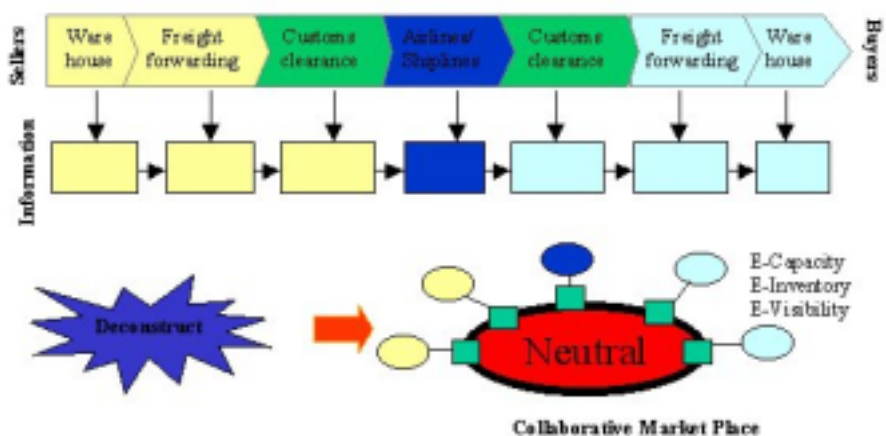 Sellers
Ware
house
Freight
forwarding
Customs
clearance
Airlines/
Shiplines
Customs
clearance
Freight
forwarding
Ware
house
Buyers
Information
Deconstruct
Neutral
E-Capacity
E-Inventory
E-Visibility
Collaborative Market Place